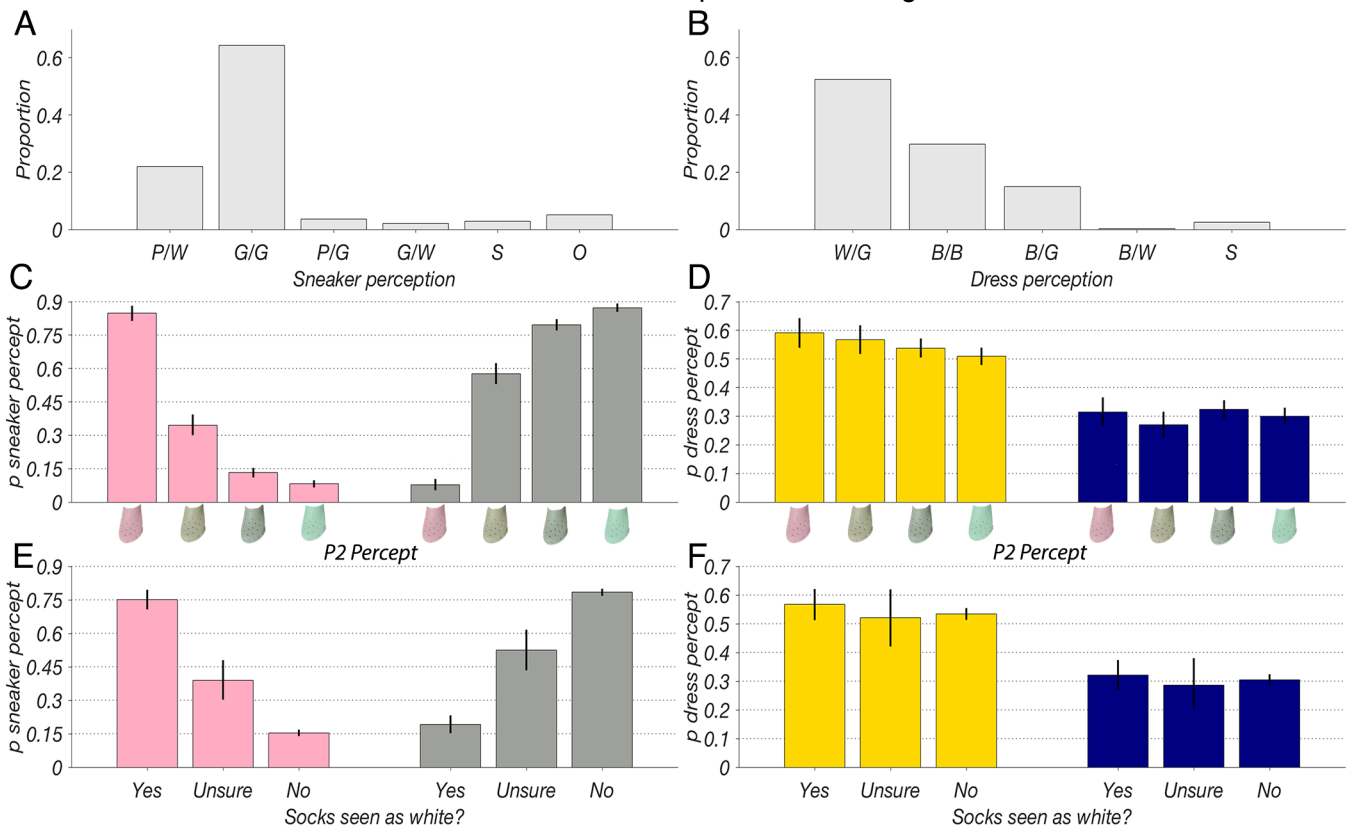 A
B
Proportion
0.6
0.4
0.2
0
P/W G/G P/G G/W S O
Sneaker perception
Proportion
0.6
0.4
0.2
0
W/G B/B B/G B/W S
Dress perception
C
p sneaker percept
0.9
0.75
0.6
0.45
0.3
0.15
0
D
p dress percept
0.7
0.6
0.5
0.4
0.3
0.2
0.1
0
P2 Percept
P2 Percept
E
p sneaker percept
0.9
0.75
0.6
0.45
0.3
0.15
0
Yes Unsure No Yes Unsure No
Socks seen as white?
F
p dress percept
0.7
0.6
0.5
0.4
0.3
0.2
0.1
0
Yes Unsure No Yes Unsure No
Socks seen as white?